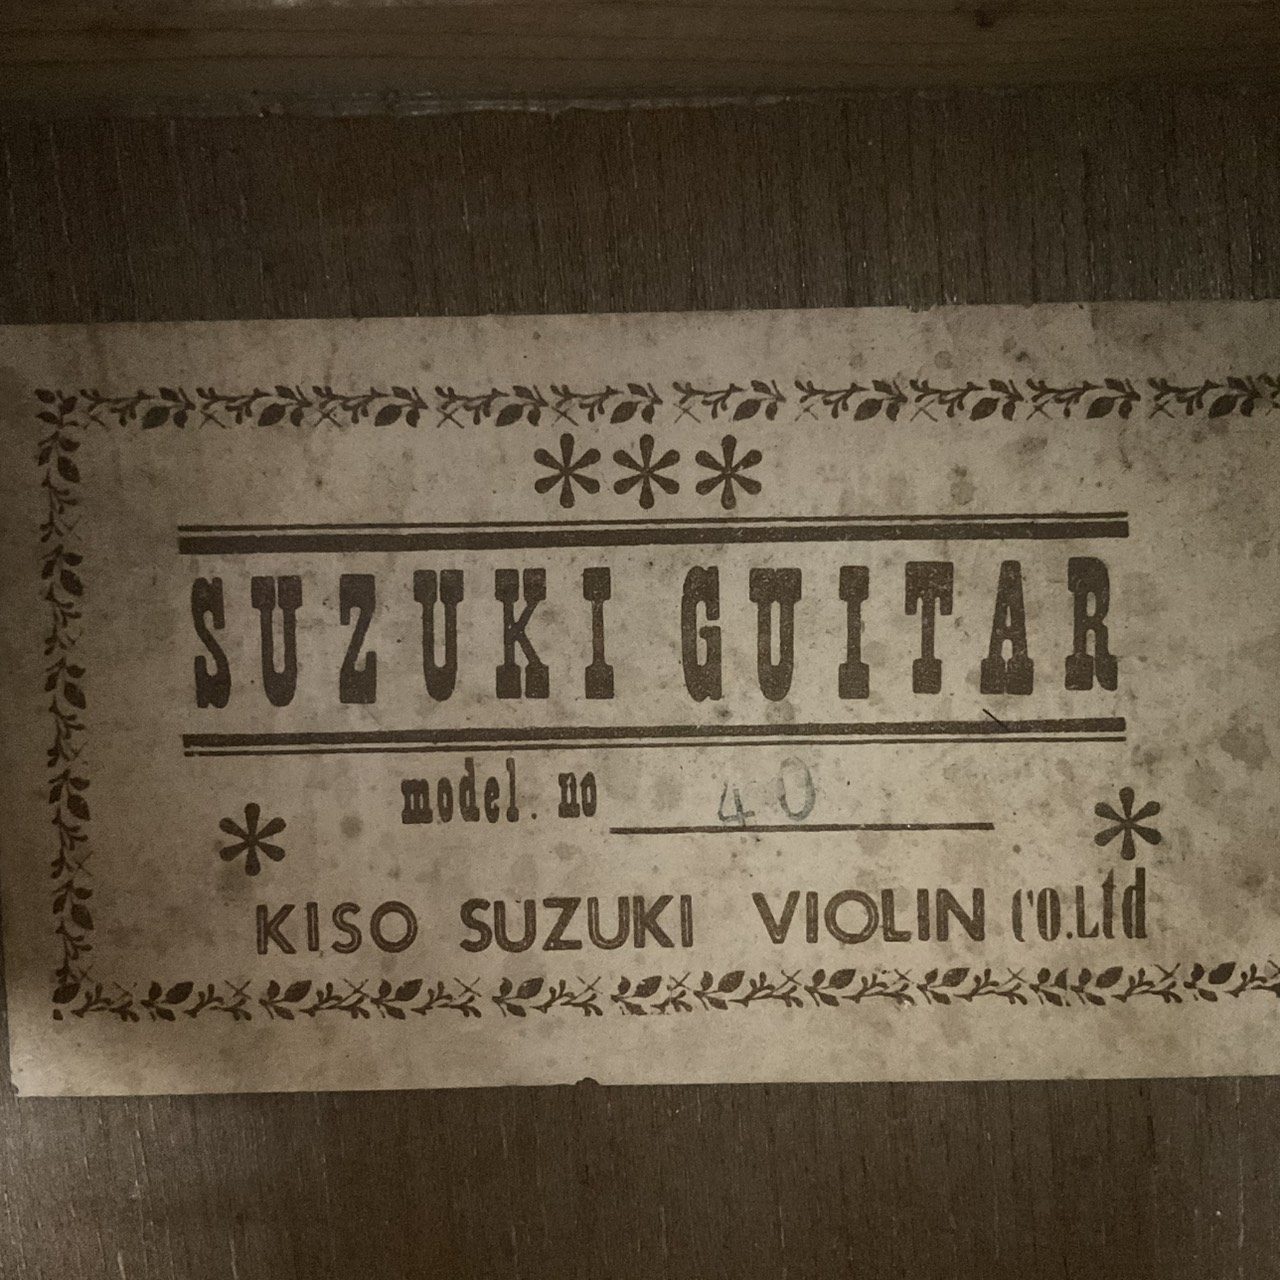 ***
SUZUKI GUITAR
model. no 40
* *
KISO SUZUKI VIOLIN CO.Ltd